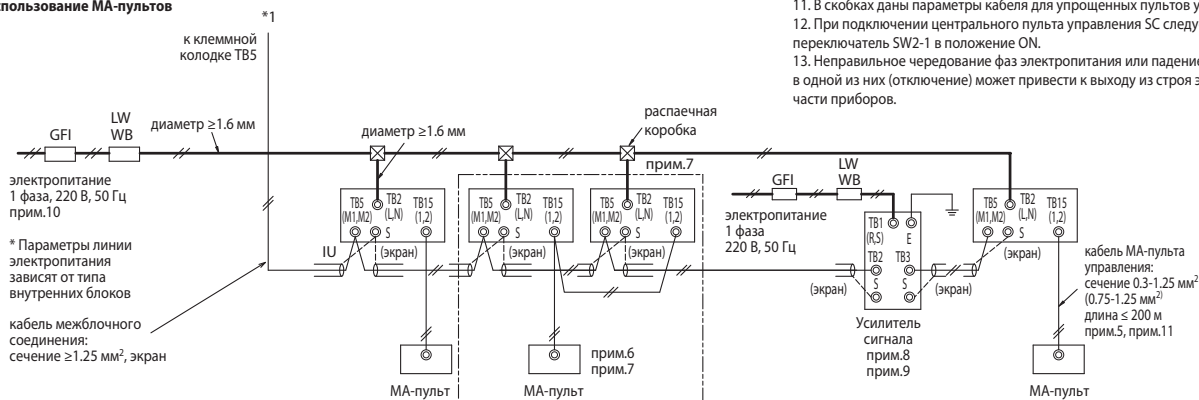 спользование МА-пультов
11. В скобках даны параметры кабеля для упрощенных пультов у
12. При подключении центрального пульта управления SC следу
переключатель SW2-1 в положение ON.
13. Неправильное чередование фаз электропитания или падение
в одной из них (отключение) может привести к выходу из строя э
части приборов.
*1
к клеммной
колодке TB5
GFI
LW
WB
диаметр ≥1.6 мм
диаметр ≥1.6 мм
распаечная
коробка
прим.7
электропитание
1 фаза, 220 В, 50 Гц
прим.10
* Параметры линии
электропитания
зависят от типа
внутренних блоков
кабель межблочного
соединения:
сечение ≥1.25 мм², экран
IU
TB5
(M1,M2)
TB2
(L,N)
TB15
(1,2)
S
(экран)
МА-пульт
TB5
(M1,M2)
TB2
(L,N)
TB15
(1,2)
S
(экран)
МА-пульт
прим.6
прим.7
TB5
(M1,M2)
TB2
(L,N)
TB15
(1,2)
S
(экран)
GFI
LW
WB
электропитание
1 фаза
220 В, 50 Гц
TB1
(R,S)
E
TB2
TB3
S
S
(экран)
(экран)
Усилитель
сигнала
прим.8
прим.9
TB5
(M1,M2)
TB2
(L,N)
TB15
(1,2)
S
(экран)
МА-пульт
кабель МА-пульта
управления:
сечение 0.3-1.25 мм²
(0.75-1.25 мм²)
длина ≤ 200 м
прим.5, прим.11